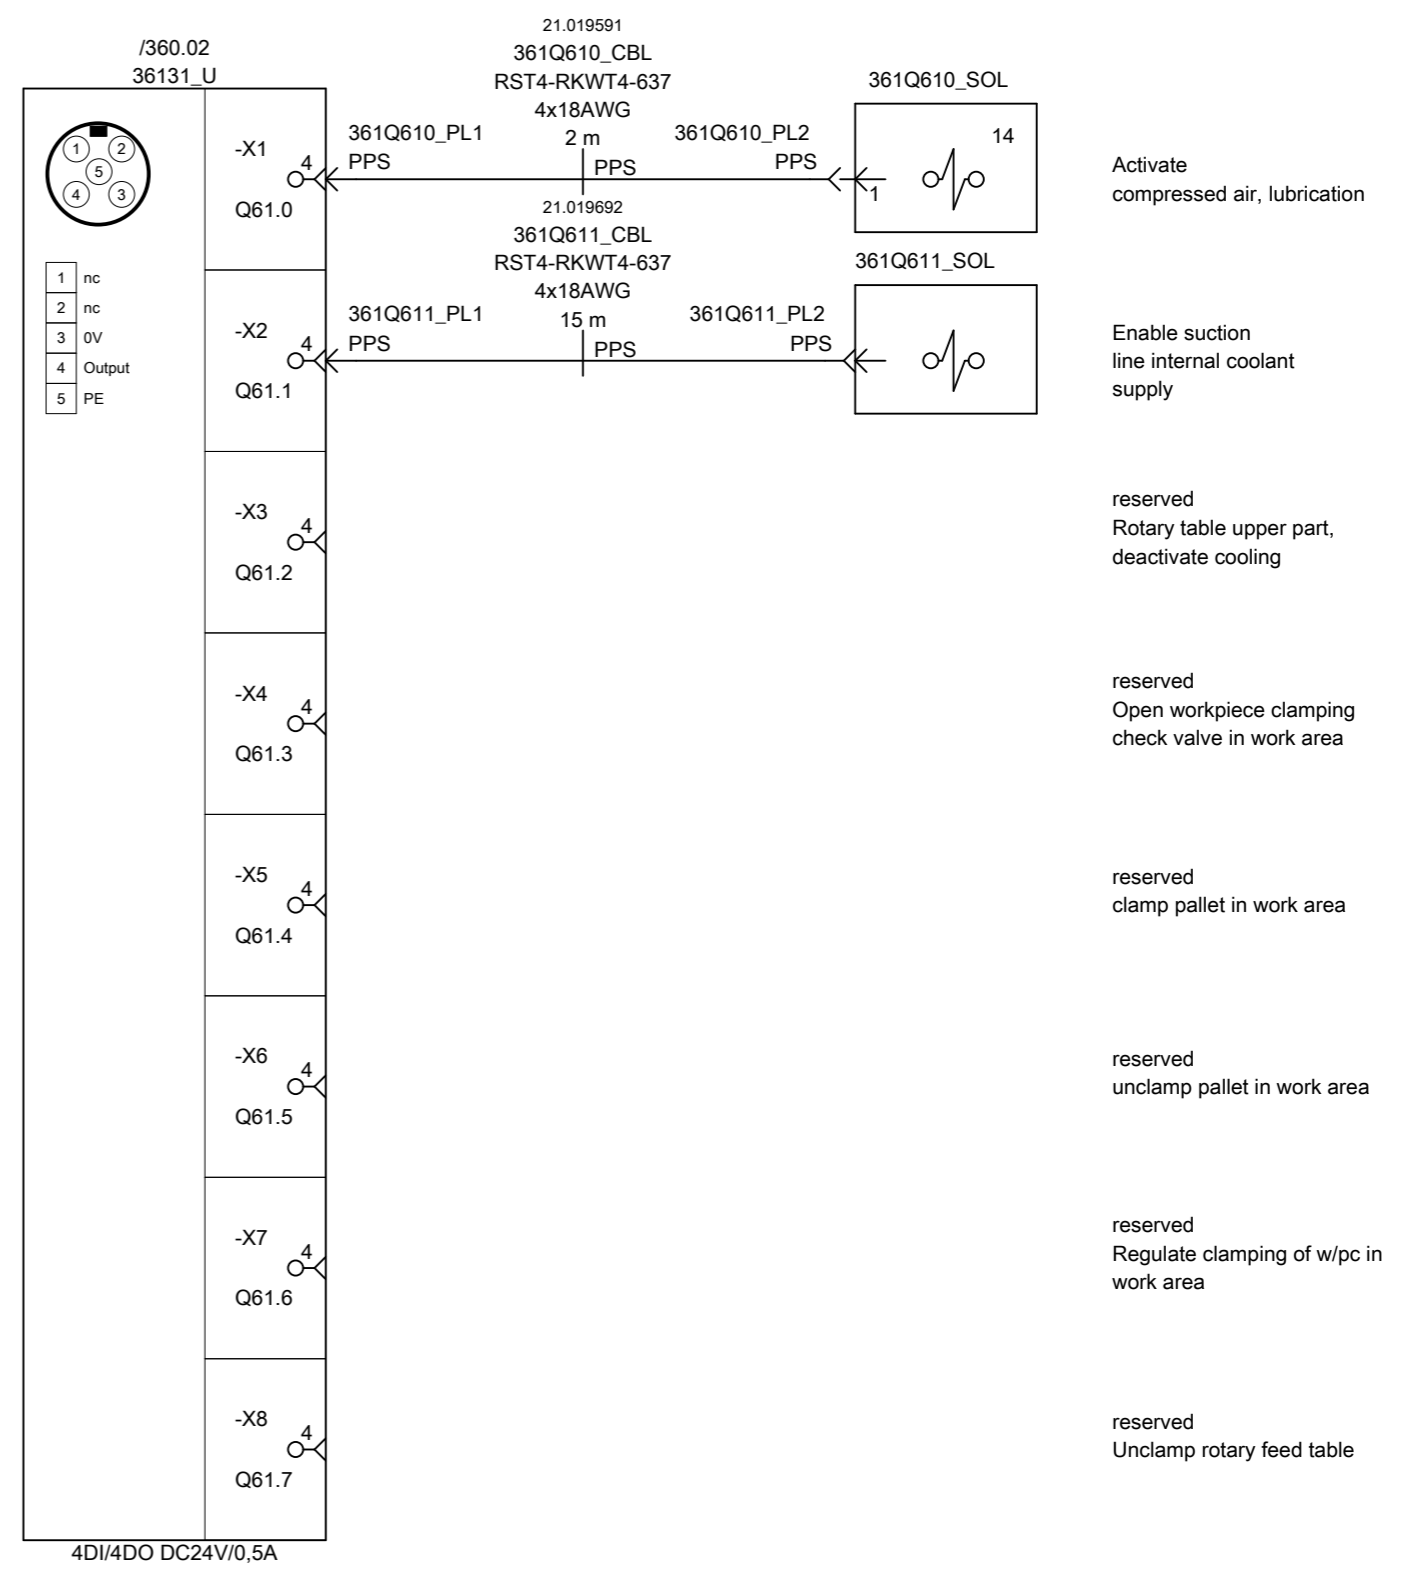 /360.02
36131_U
1
2
5
4
3
1 nc
2 nc
3 0V
4 Output
5 PE
-X1
4
Q61.0
361Q610_PL1
PPS
21.019591
361Q610_CBL
RST4-RKWT4-637
4x18AWG
2 m
PPS
361Q610_PL2
PPS
1
361Q610_SOL
14
Activate
compressed air, lubrication
-X2
4
Q61.1
361Q611_PL1
PPS
21.019692
361Q611_CBL
RST4-RKWT4-637
4x18AWG
15 m
PPS
361Q611_PL2
PPS
361Q611_SOL
Enable suction
line internal coolant
supply
-X3
4
Q61.2
reserved
Rotary table upper part,
deactivate cooling
-X4
4
Q61.3
reserved
Open workpiece clamping
check valve in work area
-X5
4
Q61.4
reserved
clamp pallet in work area
-X6
4
Q61.5
reserved
unclamp pallet in work area
-X7
4
Q61.6
reserved
Regulate clamping of w/pc in
work area
-X8
4
Q61.7
reserved
Unclamp rotary feed table
4DI/4DO DC24V/0,5A